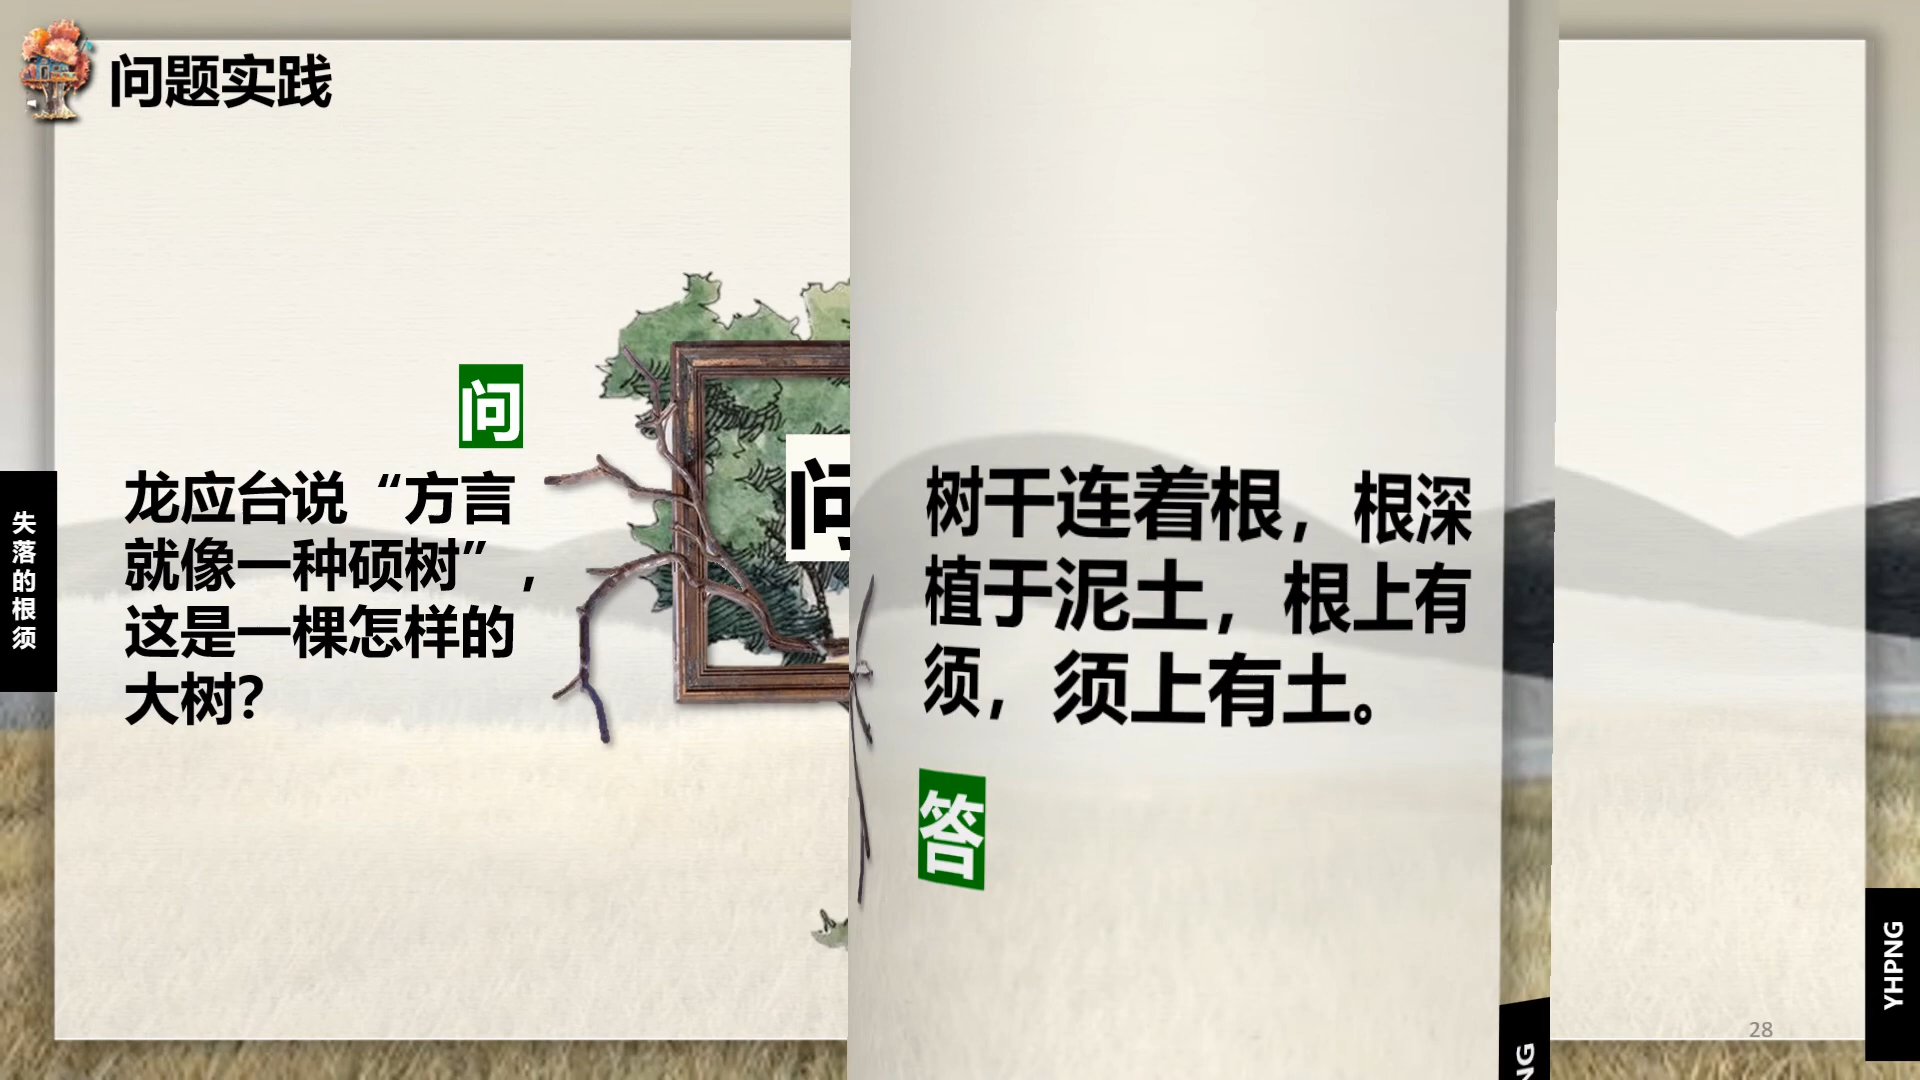 问题实践
问
龙应台说“方言
就像一种硕树”，
这是一棵怎样的
大树？
失落的根须
问
树干连着根，根深
植于泥土，根上有
须，须上有土。
答
YHPNG
NG
28